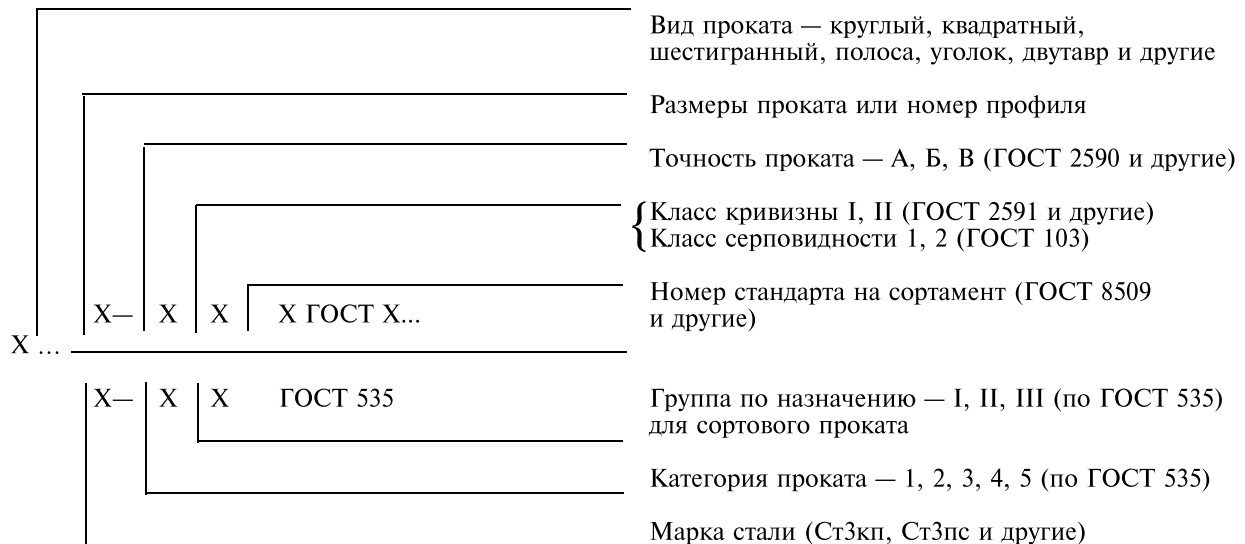 Вид проката — круглый, квадратный,
шестигранный, полоса, уголок, двутавр и другие
Размеры проката или номер профиля
Точность проката — А, Б, В (ГОСТ 2590 и другие)
Класс кривизны I, II (ГОСТ 2591 и другие)
Класс серповидности 1, 2 (ГОСТ 103)
Номер стандарта на сортамент (ГОСТ 8509
и другие)
Х— Х Х Х ГОСТ Х...
Х ...
Х— Х Х ГОСТ 535
Группа по назначению — I, II, III (по ГОСТ 535)
для сортового проката
Категория проката — 1, 2, 3, 4, 5 (по ГОСТ 535)
Марка стали (Ст3кп, Ст3пс и другие)